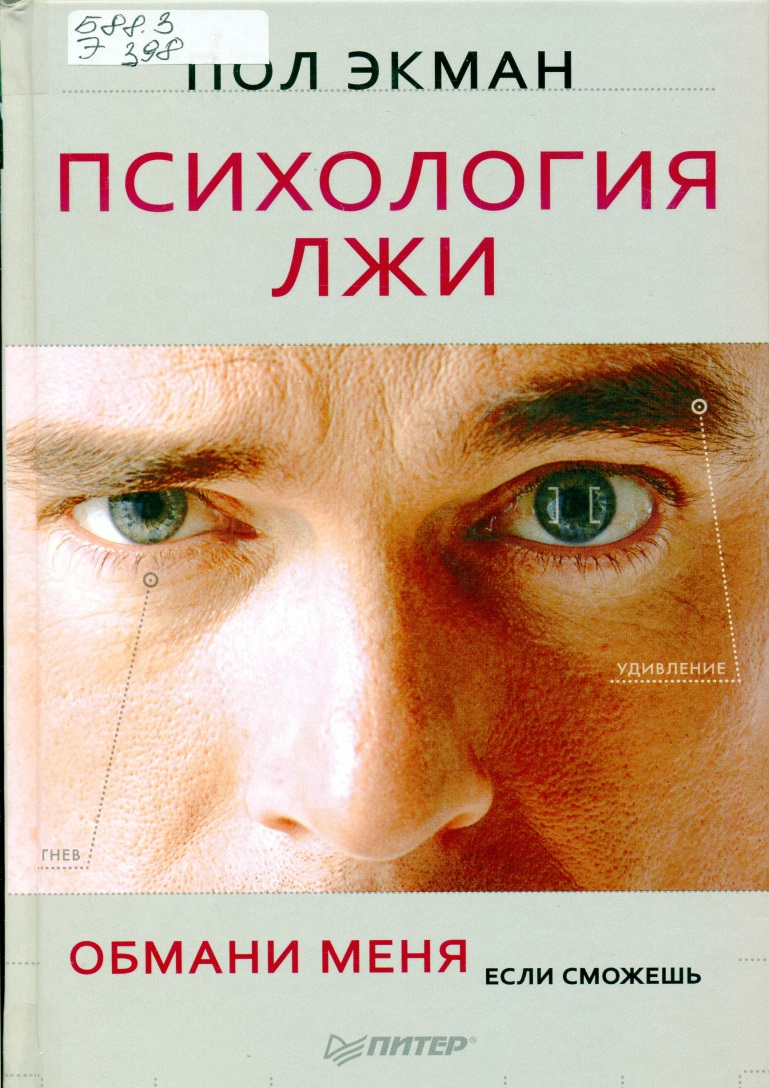 588.3
Э 398
ПОЛ ЭКМАН
ПСИХОЛОГИЯ
ЛЖИ
УДИВЛЕНИЕ
ГНЕВ
ОБМАНИ МЕНЯ
ЕСЛИ СМОЖЕШЬ
ПИТЕР®